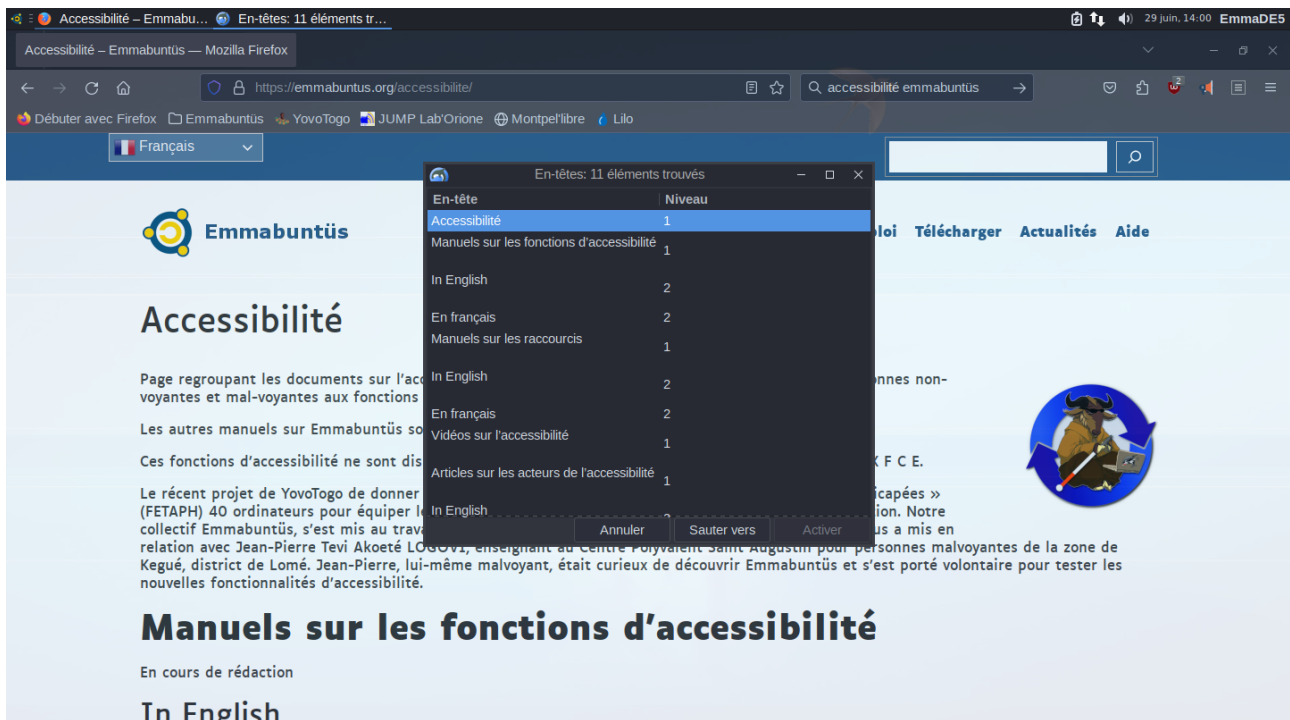 Accessibilité – Emmabu… En-têtes: 11 éléments tr…
29 juin, 14:00 EmmaDE5
Accessibilité – Emmabuntüs — Mozilla Firefox
https://emmabuntus.org/accessibilite/
accessibilité emmabuntüs
2
Débuter avec Firefox Emmabuntüs YovoTogo JUMP Lab'Orione Montpel'libre Lilo
Français
Emmabuntüs
loi Télécharger Actualités Aide
En-têtes: 11 éléments trouvés
En-tête Niveau
Accessibilité 1
Manuels sur les fonctions d'accessibilité 1
In English 2
En français 2
Manuels sur les raccourcis 1
In English 2
En français 2
Vidéos sur l'accessibilité 1
Articles sur les acteurs de l'accessibilité 1
In English
Annuler Sauter vers Activer
Accessibilité
Page regroupant les documents sur l'acc onnes non-
voyantes et mal-voyantes aux fonctions
Les autres manuels sur Emmabuntüs so
Ces fonctions d'accessibilité ne sont dis X F C E.
Le récent projet de YovoTogo de donner icapées »
(FETAPH) 40 ordinateurs pour équiper l ion. Notre
collectif Emmabuntüs, s'est mis au trava us a mis en
relation avec Jean-Pierre Tevi Akoeté LOGOVI, enseignant au Centre Polyvalent Saint Augustin pour personnes malvoyantes de la zone de
Kegué, district de Lomé. Jean-Pierre, lui-même malvoyant, était curieux de découvrir Emmabuntüs et s'est porté volontaire pour tester les
nouvelles fonctionnalités d'accessibilité.
Manuels sur les fonctions d'accessibilité
En cours de rédaction
In English